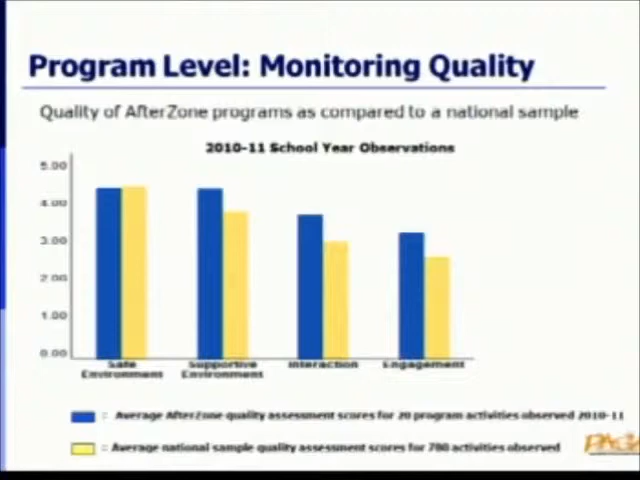 Program Level: Monitoring Quality
Quality of AfterZone programs as compared to a national sample
2010-11 School Year Observations
5.00
4.00
3.00
2.00
1.00
0.00
Safe Environment
Supportive Environment
Interaction
Engagement
: Average AfterZone quality assessment scores for 20 program activities observed 2010-11
: Average national sample quality assessment scores for 780 activities observed